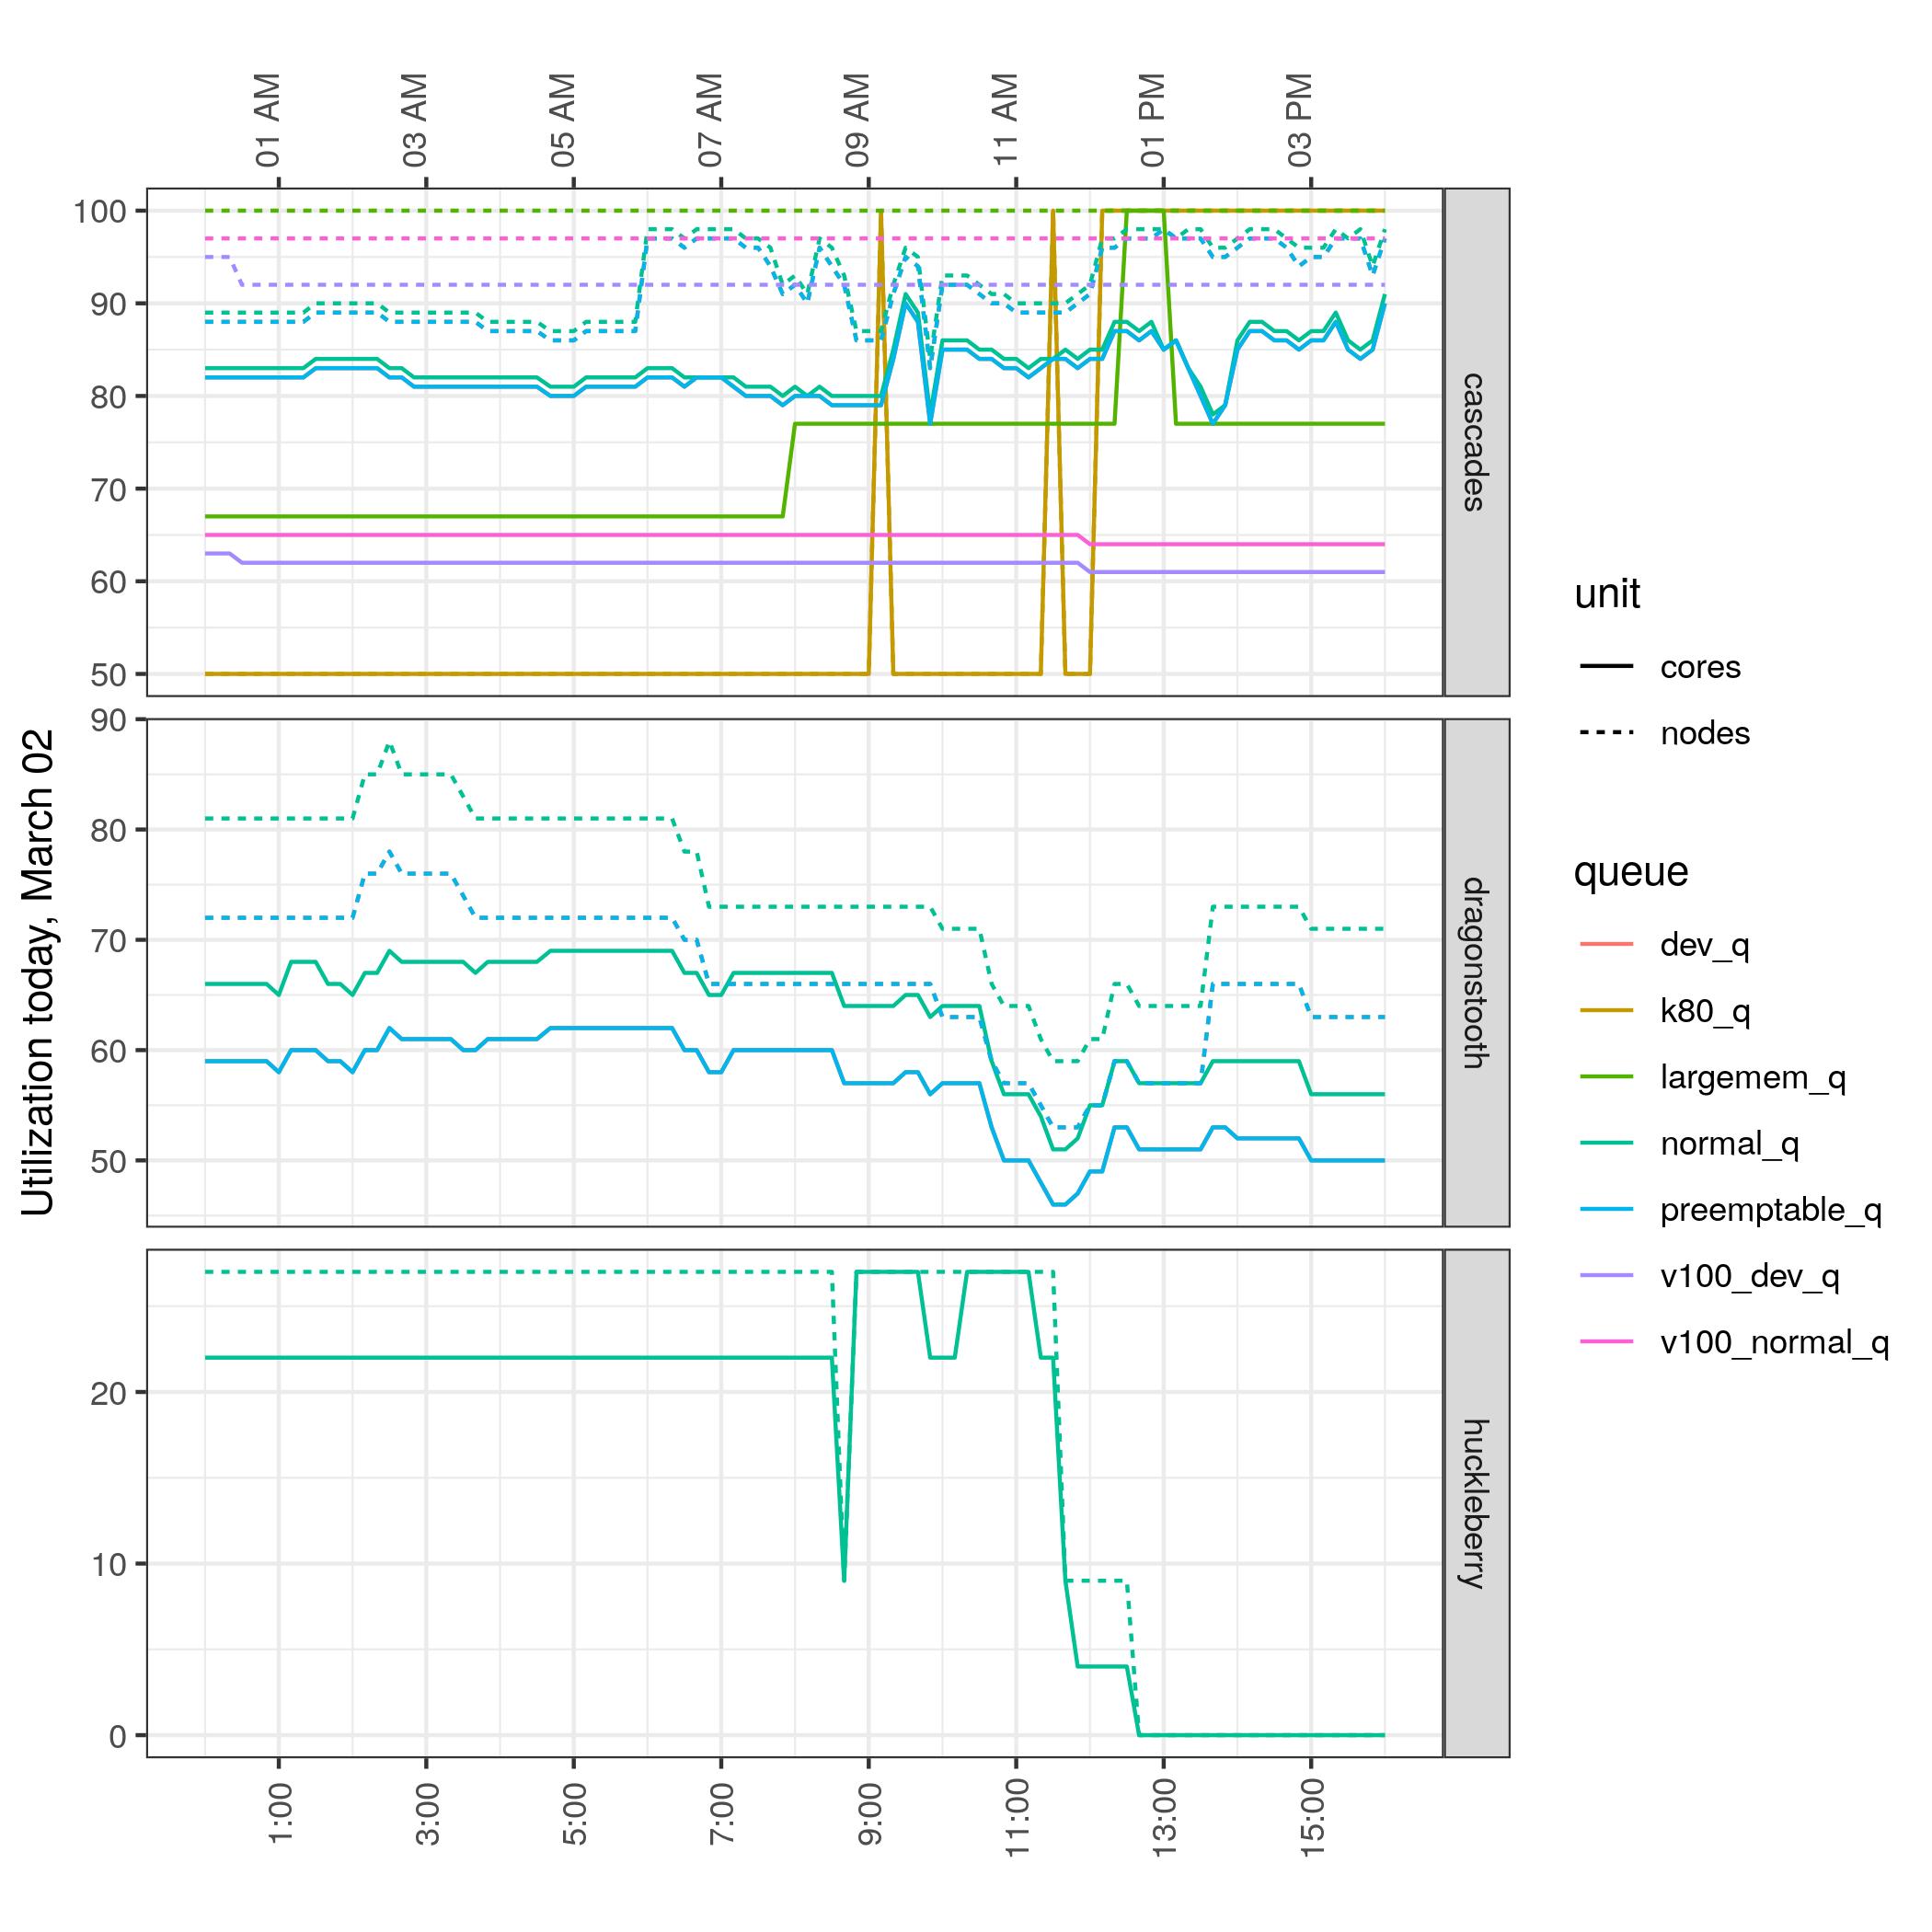 01 AM
03 AM
05 AM
07 AM
09 AM
11 AM
01 PM
03 PM
Utilization today, March 02
100
90
80
70
60
50
cascades
90
80
70
60
50
dragonstooth
20
10
0
huckleberry
1:00
3:00
5:00
7:00
9:00
11:00
13:00
15:00
unit
cores
nodes
queue
dev_q
k80_q
largemem_q
normal_q
preemptable_q
v100_dev_q
v100_normal_q